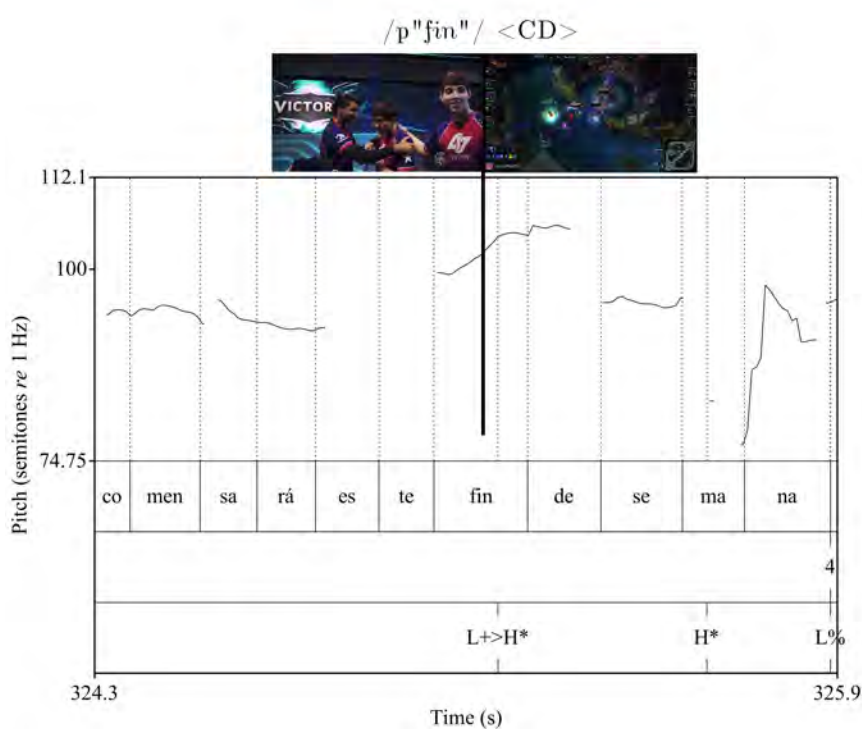 /p"fin"/ <CD>
VICTOR
112.1
100
74.75
Pitch (semitones re 1 Hz)
co men sa rá es te fin de se ma na
4
L+>H* H* L%
324.3 325.9
Time (s)